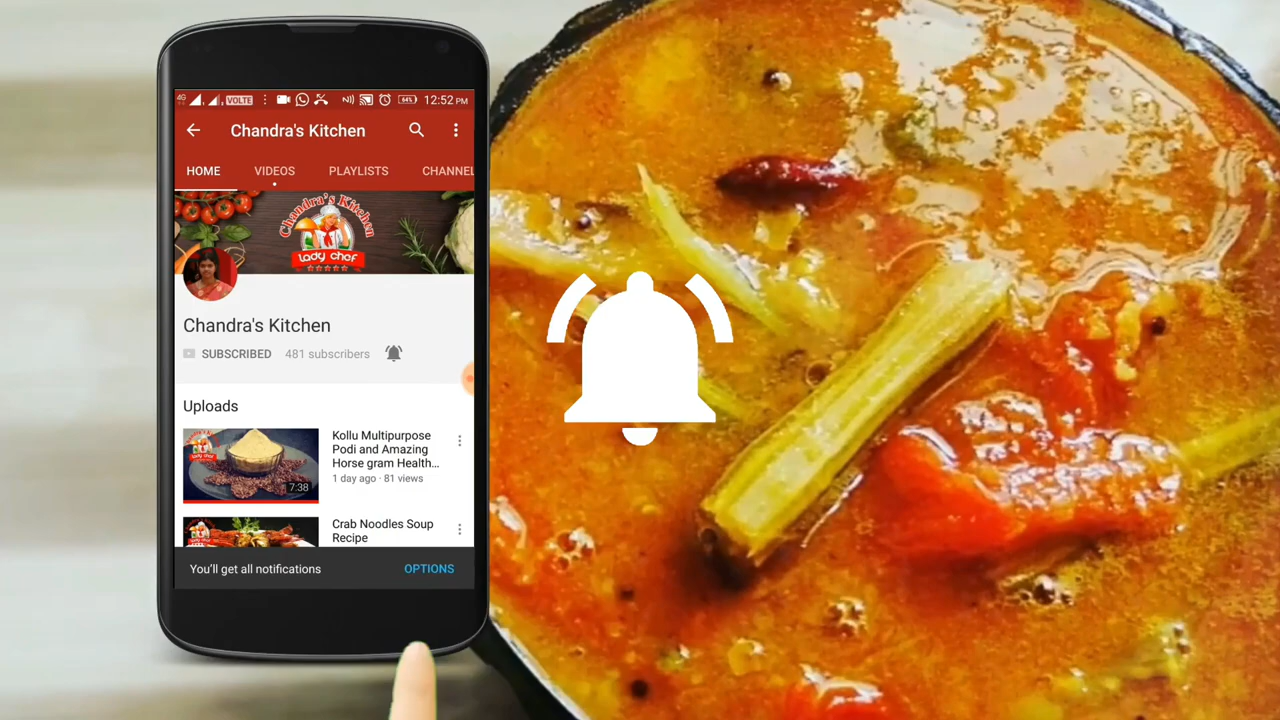 4G VOLTE 64% 12:52 PM
Chandra's Kitchen
HOME VIDEOS PLAYLISTS CHANNEL
Chandra's Kitchen
Lady Chef
Chandra's Kitchen
SUBSCRIBED 481 subscribers
Uploads
Kollu Multipurpose
Podi and Amazing
Horse gram Health...
1 day ago · 81 views
7:38
Crab Noodles Soup
Recipe
You'll get all notifications OPTIONS